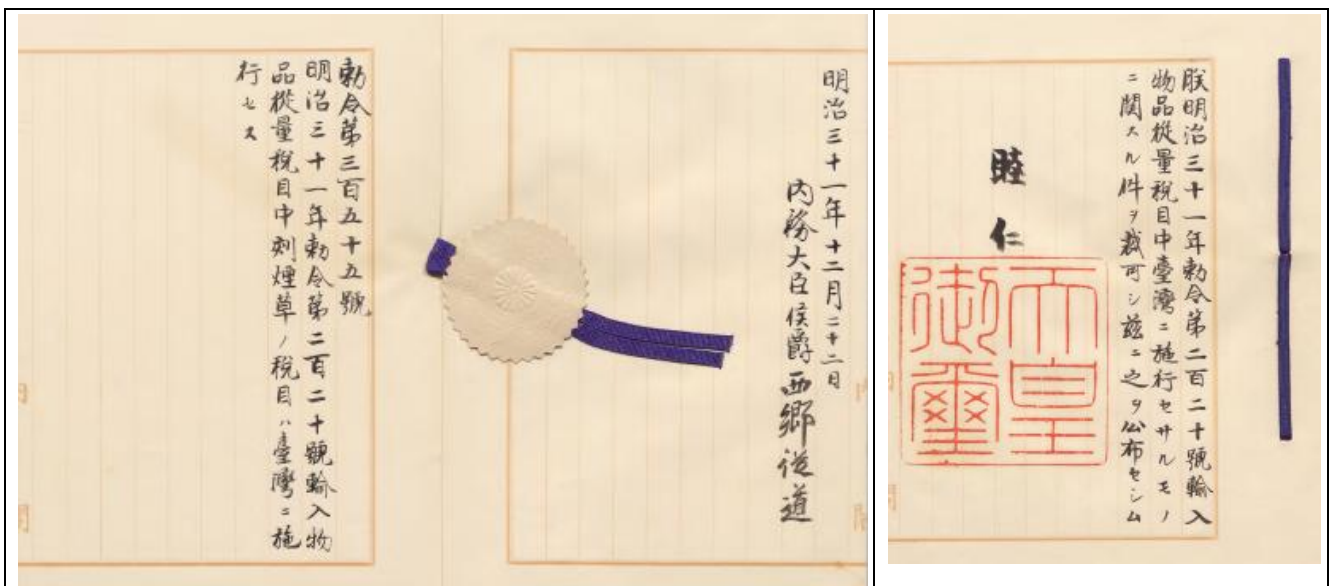 朕明治三十一年勅令第二百二十號輸入
物品從量税目中臺灣ニ施行セサルモノ
ニ関スル件ヲ裁可シ茲ニ之ヲ公布セシム
睦仁
天皇
御璽
明治三十一年十二月二十二日
内務大臣侯爵西郷従道
勅令第三百五十五號
明治三十一年勅令第二百二十號輸入物
品從量税目中刻煙草ノ税目ハ臺灣ニ施
行セス